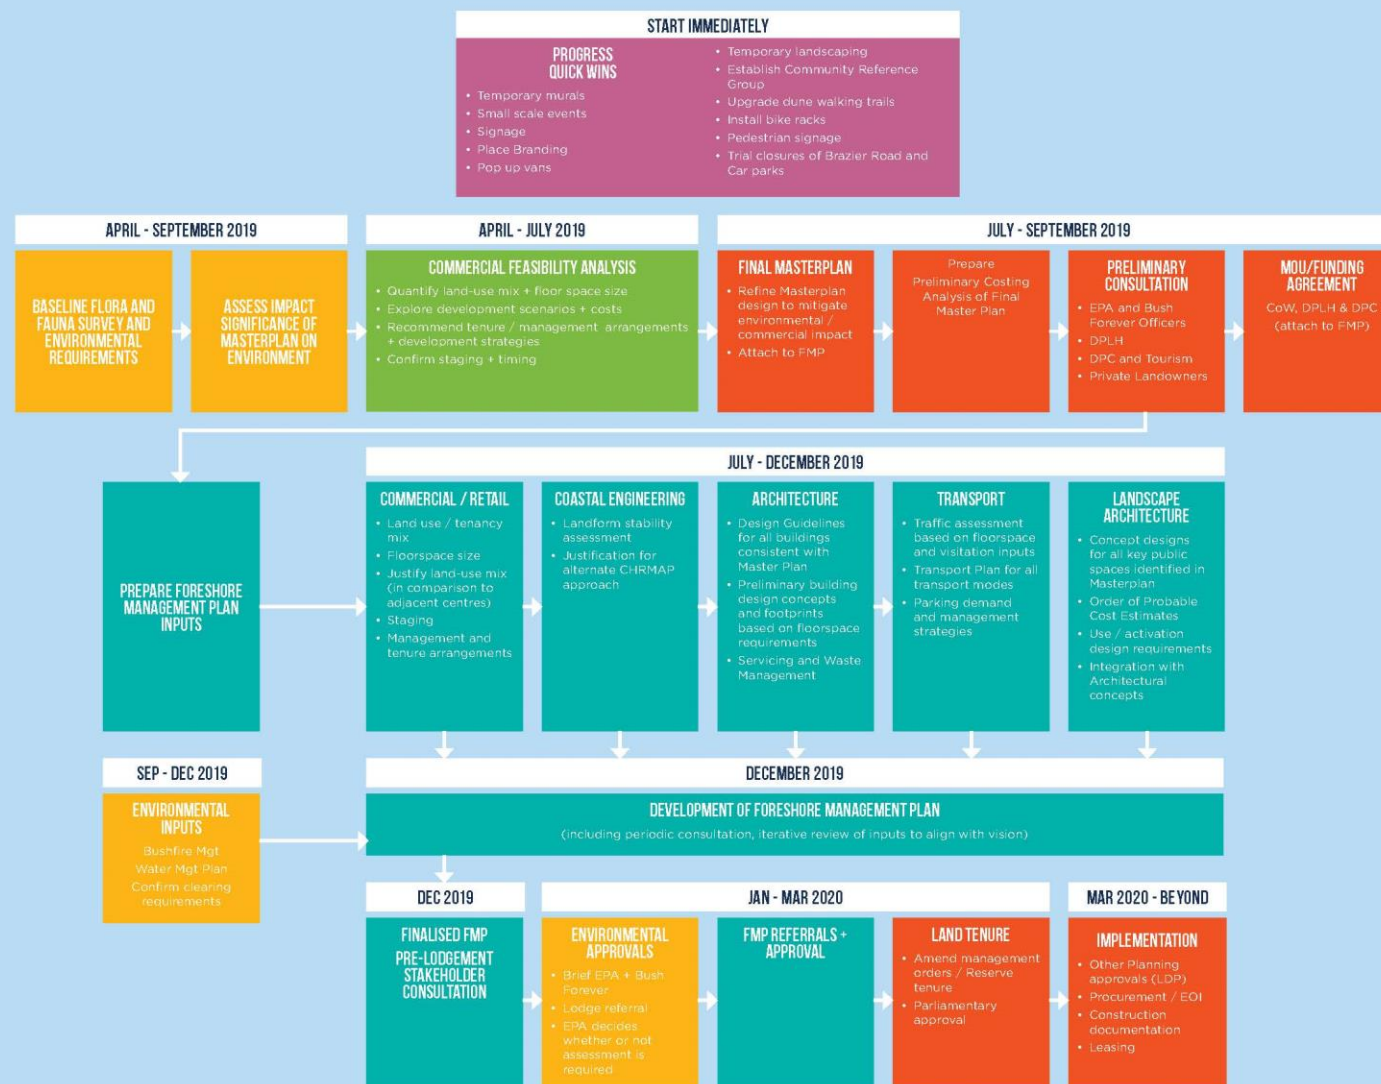 START IMMEDIATELY
PROGRESS
QUICK WINS
• Temporary murals
• Small scale events
• Signage
• Place Branding
• Pop up vans
• Temporary landscaping
• Establish Community Reference
Group
• Upgrade dune walking trails
• Install bike racks
• Pedestrian signage
• Trial closures of Brazier Road and
Car parks
APRIL - SEPTEMBER 2019
BASELINE FLORA AND
FAUNA SURVEY AND
ENVIRONMENTAL
REQUIREMENTS
ASSESS IMPACT
SIGNIFICANCE OF
MASTERPLAN ON
ENVIRONMENT
APRIL - JULY 2019
COMMERCIAL FEASIBILITY ANALYSIS
• Quantify land-use mix + floor space size
• Explore development scenarios + costs
• Recommend tenure / management arrangements
+ development strategies
• Confirm staging + timing
JULY - SEPTEMBER 2019
FINAL MASTERPLAN
• Refine Masterplan
design to mitigate
environmental /
commercial impact
• Attach to FMP
Prepare
Preliminary Costing
Analysis of Final
Master Plan
PRELIMINARY
CONSULTATION
• EPA and Bush
Forever Officers
• DPLH
• DPC and Tourism
• Private Landowners
MOU/FUNDING
AGREEMENT
CoW, DPLH & DPC
(attach to FMP)
PREPARE FORESHORE
MANAGEMENT PLAN
INPUTS
JULY - DECEMBER 2019
COMMERCIAL / RETAIL
• Land use / tenancy
mix
• Floorspace size
• Justify land-use mix
(in comparison to
adjacent centres)
• Staging
• Management and
tenure arrangements
COASTAL ENGINEERING
• Landform stability
assessment
• Justification for
alternate CHRMAP
approach
ARCHITECTURE
• Design Guidelines
for all buildings
consistent with
Master Plan
• Preliminary building
design concepts
and footprints
based on floorspace
requirements
• Servicing and Waste
Management
TRANSPORT
• Traffic assessment
based on floorspace
and visitation inputs
• Transport Plan for all
transport modes
• Parking demand
and management
strategies
LANDSCAPE
ARCHITECTURE
• Concept designs
for all key public
spaces identified in
Masterplan
• Order of Probable
Cost Estimates
• Use / activation
design requirements
• Integration with
Architectural
concepts
SEP - DEC 2019
ENVIRONMENTAL
INPUTS
Bushfire Mgt
Water Mgt Plan
Confirm clearing
requirements
DECEMBER 2019
DEVELOPMENT OF FORESHORE MANAGEMENT PLAN
(including periodic consultation, iterative review of inputs to align with vision)
DEC 2019
FINALISED FMP
PRE-LODGEMENT
STAKEHOLDER
CONSULTATION
JAN - MAR 2020
ENVIRONMENTAL
APPROVALS
• Brief EPA + Bush
Forever
• Lodge referral
• EPA decides
whether or not
assessment is
required
FMP REFERRALS +
APPROVAL
LAND TENURE
• Amend management
orders / Reserve
tenure
• Parliamentary
approval
MAR 2020 - BEYOND
IMPLEMENTATION
• Other Planning
approvals (LDP)
• Procurement / EOI
• Construction
documentation
• Leasing